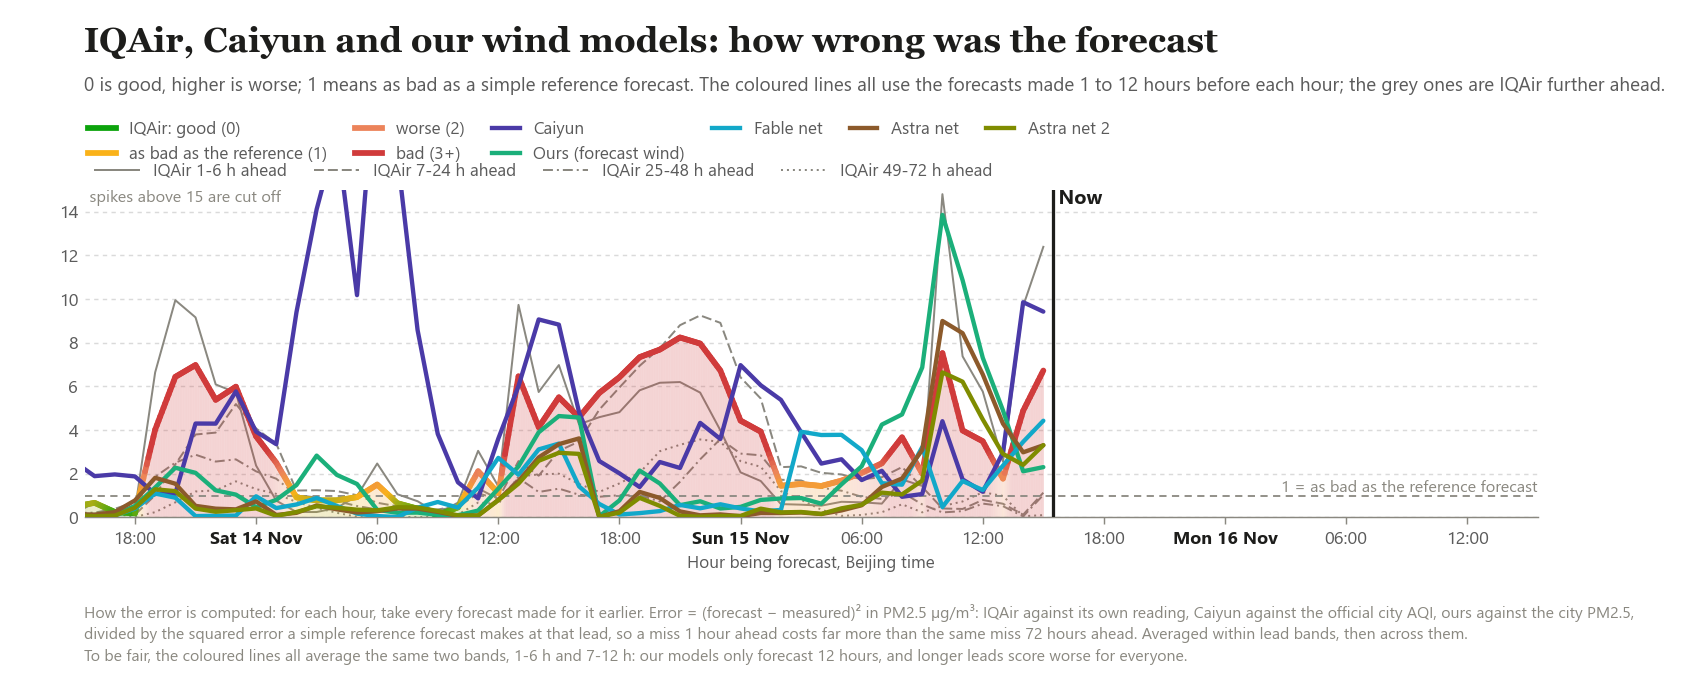 IQAir, Caiyun and our wind models: how wrong was the forecast
0 is good, higher is worse; 1 means as bad as a simple reference forecast. The coloured lines all use the forecasts made 1 to 12 hours before each hour; the grey ones are IQAir further ahead.
IQAir: good (0) worse (2) Caiyun Fable net Astra net Astra net 2
as bad as the reference (1) bad (3+) Ours (forecast wind)
IQAir 1-6 h ahead IQAir 7-24 h ahead IQAir 25-48 h ahead IQAir 49-72 h ahead
spikes above 15 are cut off
Now
14
12
10
8
6
4
2
0
1 = as bad as the reference forecast
18:00 Sat 14 Nov 06:00 12:00 18:00 Sun 15 Nov 06:00 12:00 18:00 Mon 16 Nov 06:00 12:00
Hour being forecast, Beijing time
How the error is computed: for each hour, take every forecast made for it earlier. Error = (forecast − measured)² in PM2.5 µg/m³: IQAir against its own reading, Caiyun against the official city AQI, ours against the city PM2.5,
divided by the squared error a simple reference forecast makes at that lead, so a miss 1 hour ahead costs far more than the same miss 72 hours ahead. Averaged within lead bands, then across them.
To be fair, the coloured lines all average the same two bands, 1-6 h and 7-12 h: our models only forecast 12 hours, and longer leads score worse for everyone.